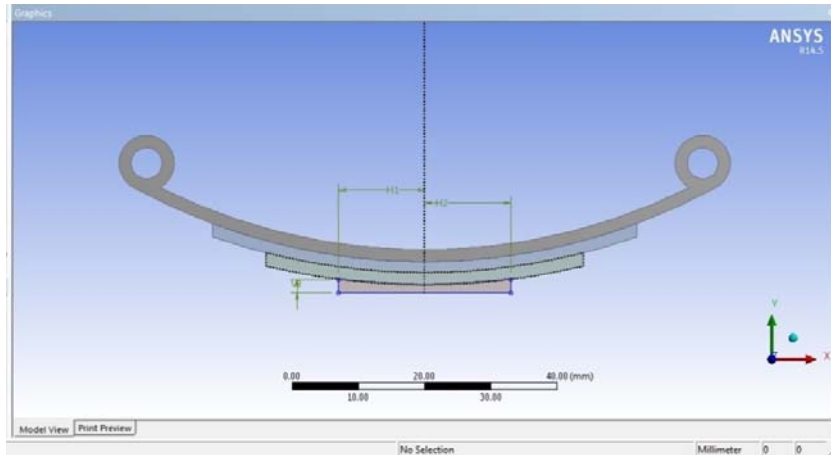 Graphics
ANSYS
R14.5
H1
H2
0.00
20.00
40.00 (mm)
10.00
30.00
Y
X
Model View
Print Preview
No Selection
Millimeter
0
0